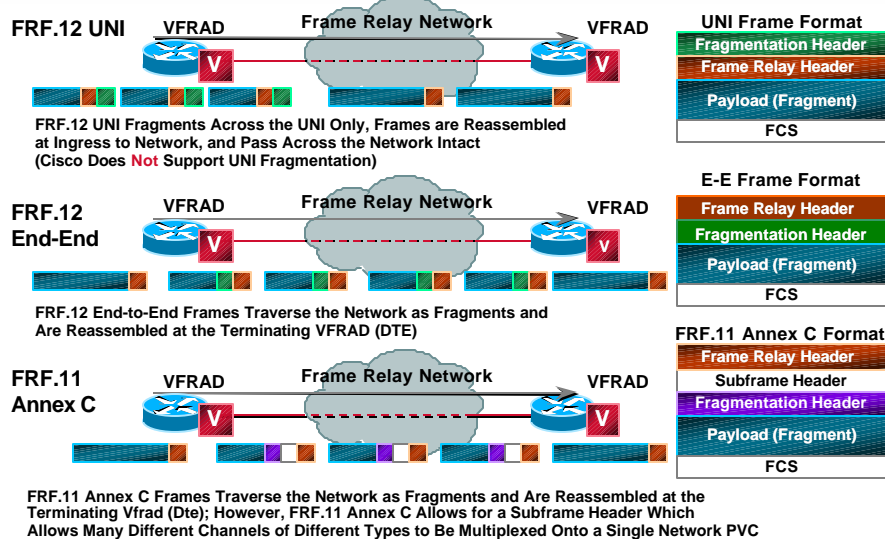 FRF.12 UNI
VFRAD
Frame Relay Network
VFRAD
V
V
FRF.12 UNI Fragments Across the UNI Only, Frames are Reassembled
at Ingress to Network, and Pass Across the Network Intact
(Cisco Does Not Support UNI Fragmentation)
UNI Frame Format
Fragmentation Header
Frame Relay Header
Payload (Fragment)
FCS
FRF.12
End-End
VFRAD
Frame Relay Network
VFRAD
V
V
FRF.12 End-to-End Frames Traverse the Network as Fragments and
Are Reassembled at the Terminating VFRAD (DTE)
E-E Frame Format
Frame Relay Header
Fragmentation Header
Payload (Fragment)
FCS
FRF.11
Annex C
VFRAD
Frame Relay Network
VFRAD
V
V
FRF.11 Annex C Format
Frame Relay Header
Subframe Header
Fragmentation Header
Payload (Fragment)
FCS
FRF.11 Annex C Frames Traverse the Network as Fragments and Are Reassembled at the
Terminating Vfrad (Dte); However, FRF.11 Annex C Allows for a Subframe Header Which
Allows Many Different Channels of Different Types to Be Multiplexed Onto a Single Network PVC